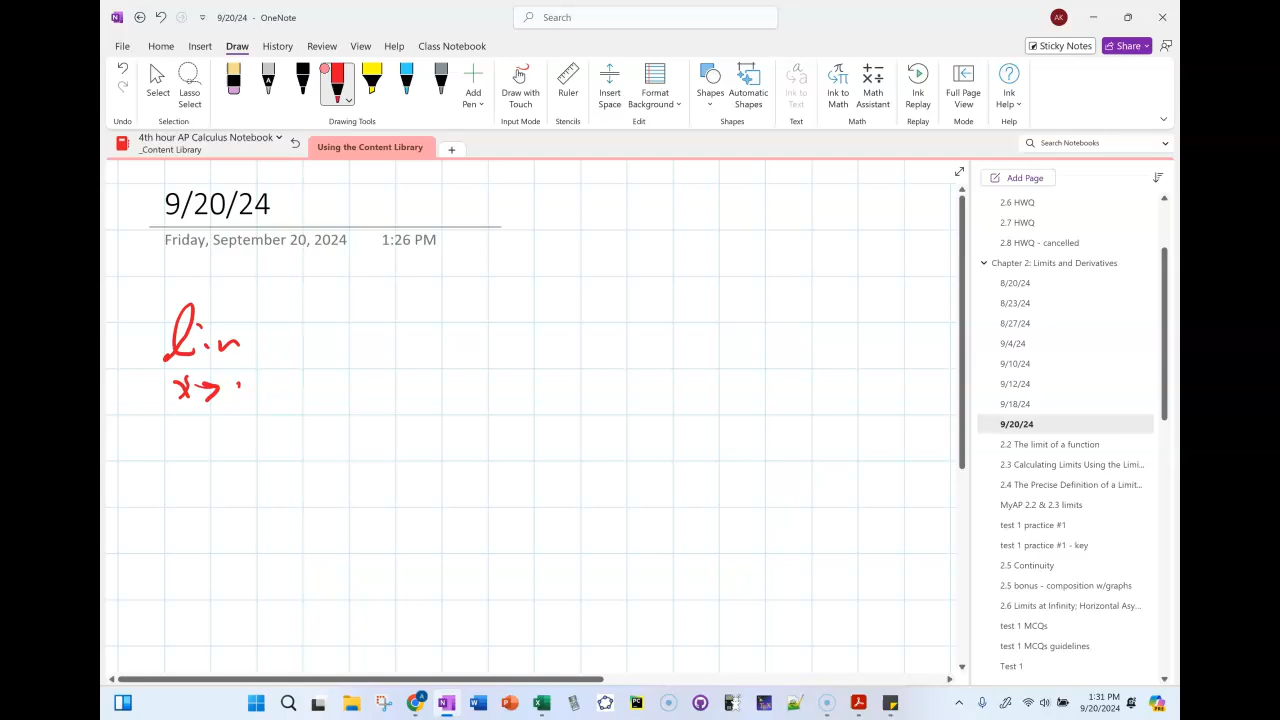 9/20/24 - OneNote
Search
AK
File Home Insert Draw History Review View Help Class Notebook
Sticky Notes Share
Undo
Select
Lasso Select
Selection
Drawing Tools
Add Pen
Draw with Touch
Input Mode
Ruler
Stencils
Insert Space
Format Background
Edit
Shapes
Automatic Shapes
Shapes
Ink to Text
Text
Ink to Math
Math Assistant
Math
Ink Replay
Replay
Full Page View
Mode
Ink Help
Help
4th hour AP Calculus Notebook
_Content Library
Using the Content Library
Search Notebooks
9/20/24
Friday, September 20, 2024 1:26 PM
lim
x→
Add Page
2.6 HWQ
2.7 HWQ
2.8 HWQ - cancelled
Chapter 2: Limits and Derivatives
8/20/24
8/23/24
8/27/24
9/4/24
9/10/24
9/12/24
9/18/24
9/20/24
2.2 The limit of a function
2.3 Calculating Limits Using the Limi...
2.4 The Precise Definition of a Limit...
MyAP 2.2 & 2.3 limits
test 1 practice #1
test 1 practice #1 - key
2.5 Continuity
2.5 bonus - composition w/graphs
2.6 Limits at Infinity; Horizontal Asy...
test 1 MCQs
test 1 MCQs guidelines
Test 1
1:31 PM
9/20/2024